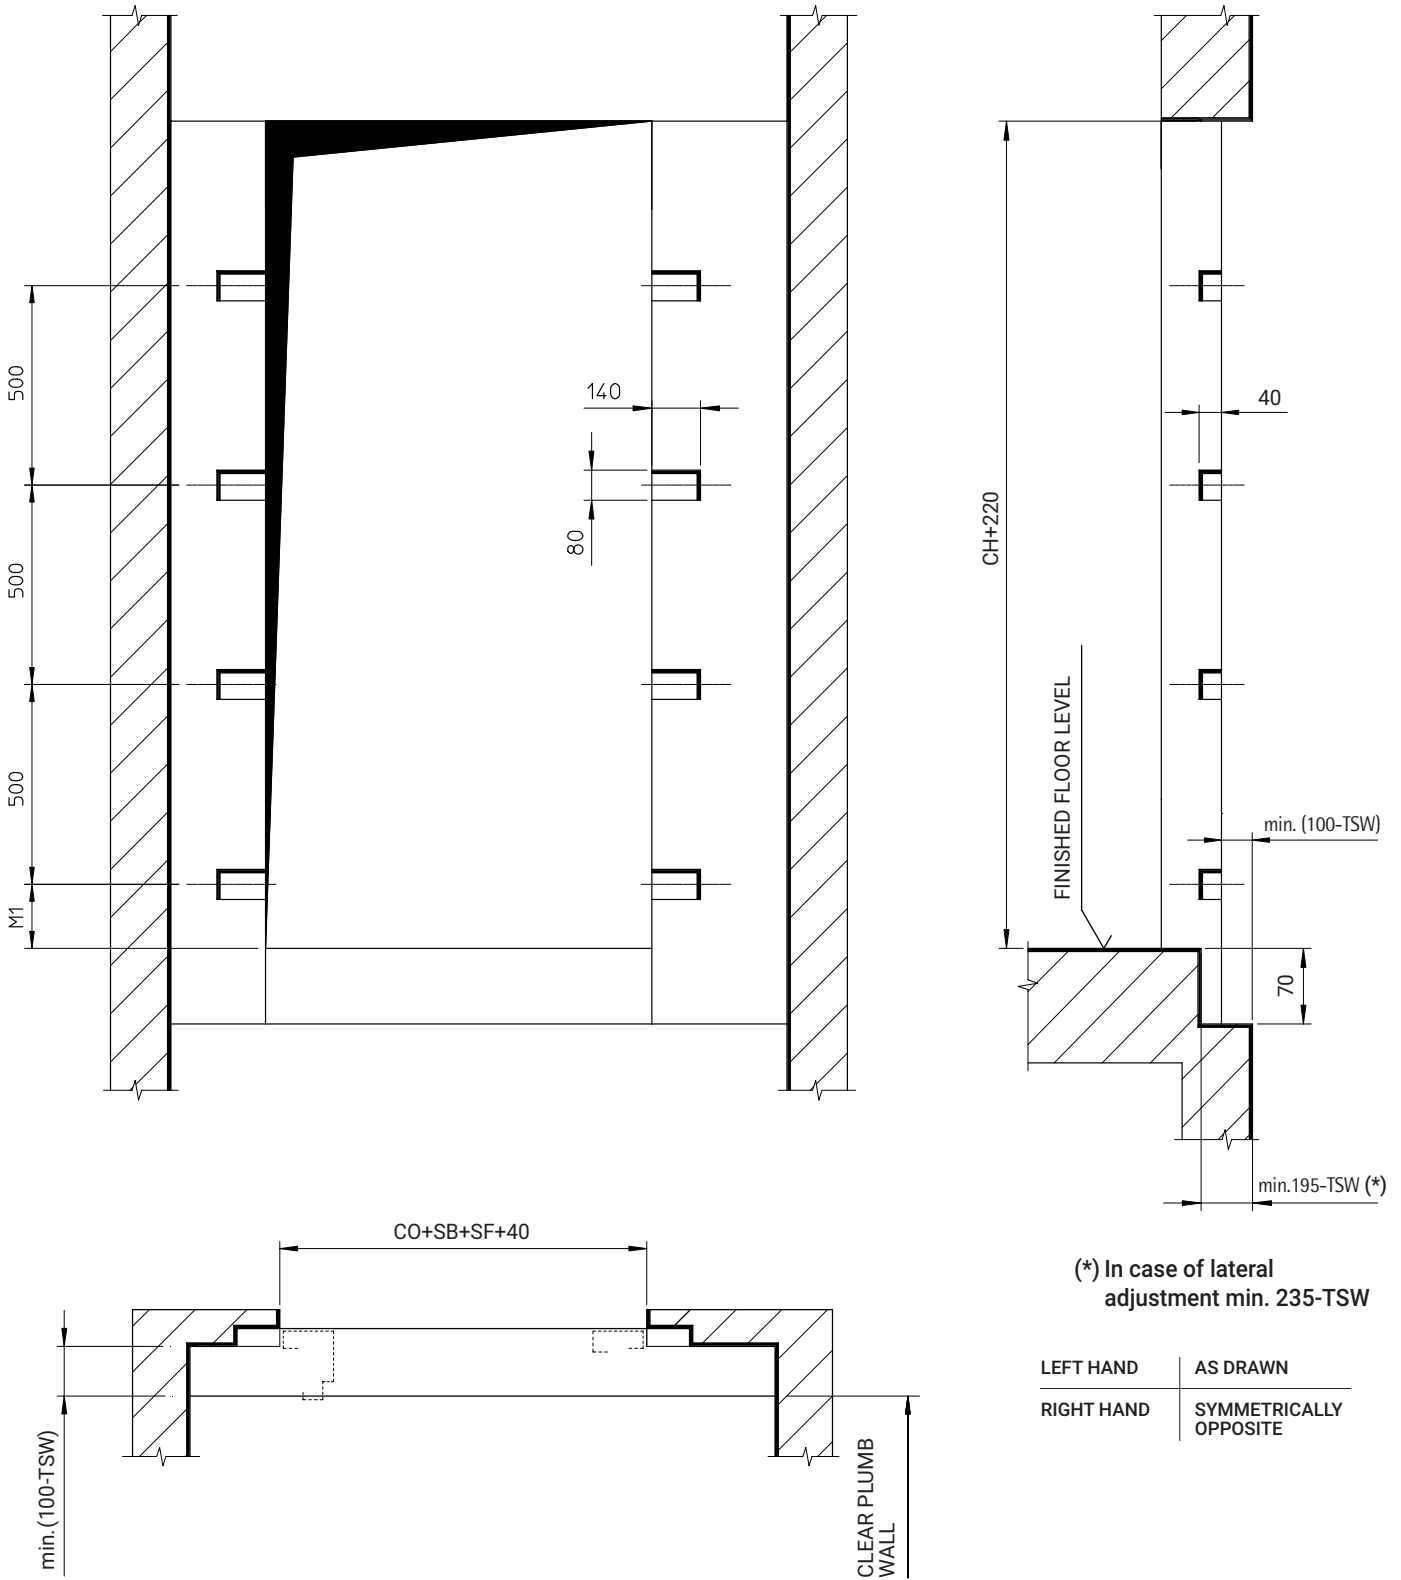 500
500
500
M1
140
80
40
CH+220
FINISHED FLOOR LEVEL
min. (100-TSW)
70
min.195-TSW (*)
CO+SB+SF+40
min.(100-TSW)
CLEAR PLUMB
WALL
(*) In case of lateral
adjustment min. 235-TSW
LEFT HAND AS DRAWN
RIGHT HAND SYMMETRICALLY
OPPOSITE